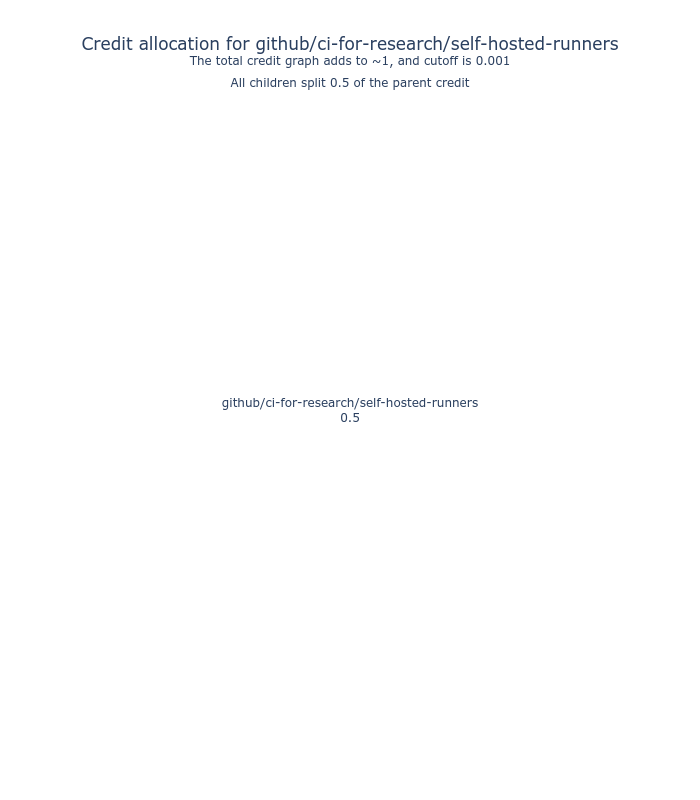 Credit allocation for github/ci-for-research/self-hosted-runners
The total credit graph adds to ~1, and cutoff is 0.001
All children split 0.5 of the parent credit
github/ci-for-research/self-hosted-runners
0.5